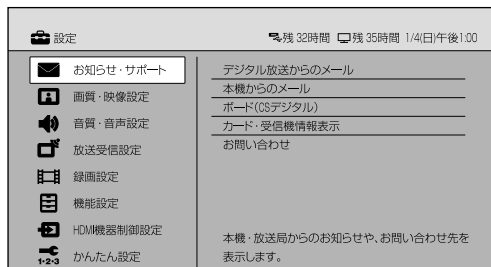 設定
残 32時間 残 35時間 1/4(日)午後1:00
お知らせ・サポート
画質・映像設定
音質・音声設定
放送受信設定
録画設定
機能設定
HDMI機器制御設定
1・2・3
かんたん設定
デジタル放送からのメール
本機からのメール
ボード(CSデジタル)
カード・受信機情報表示
お問い合わせ
本機・放送局からのお知らせや、お問い合わせ先を
表示します。